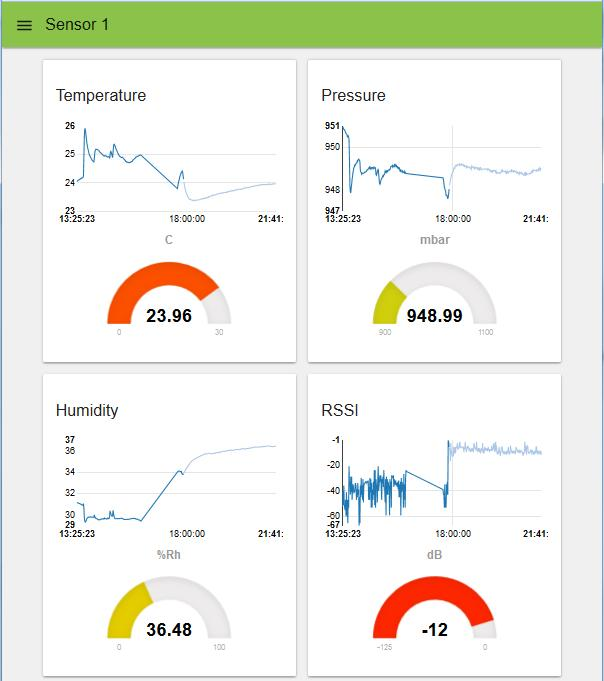 Sensor 1
Temperature
26
25
24
23
13:25:23 18:00:00 21:41:
C
23.96
0 30
Pressure
951
950
948
947
13:25:23 18:00:00 21:41:
mbar
948.99
900 1100
Humidity
37
36
34
32
30
29
13:25:23 18:00:00 21:41:
%Rh
36.48
0 100
RSSI
-1
-20
-40
-60
-67
13:25:23 18:00:00 21:41:
dB
-12
-125 0